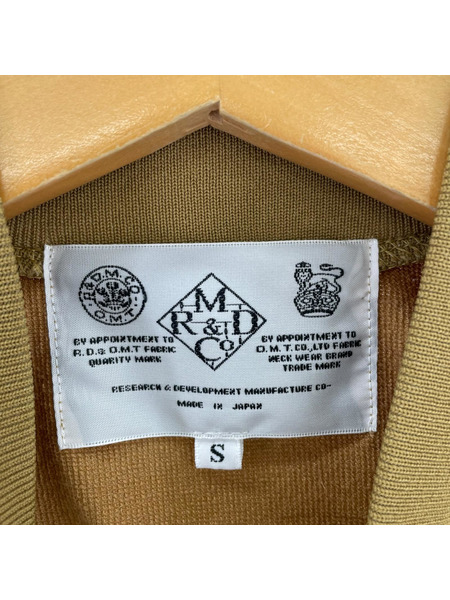 R&D.M.CO
O.M.T
M
R&D
Co
BY APPOINTMENT TO
R.D.& O.M.T FABRIC
QUARITY MARK
BY APPOINTMENT TO
O.M.T.CO.,LTD FABRIC
NECK WEAR BRAND
TRADE MARK
RESEARCH & DEVELOPMENT MANUFACTURE CO-
MADE IN JAPAN
S